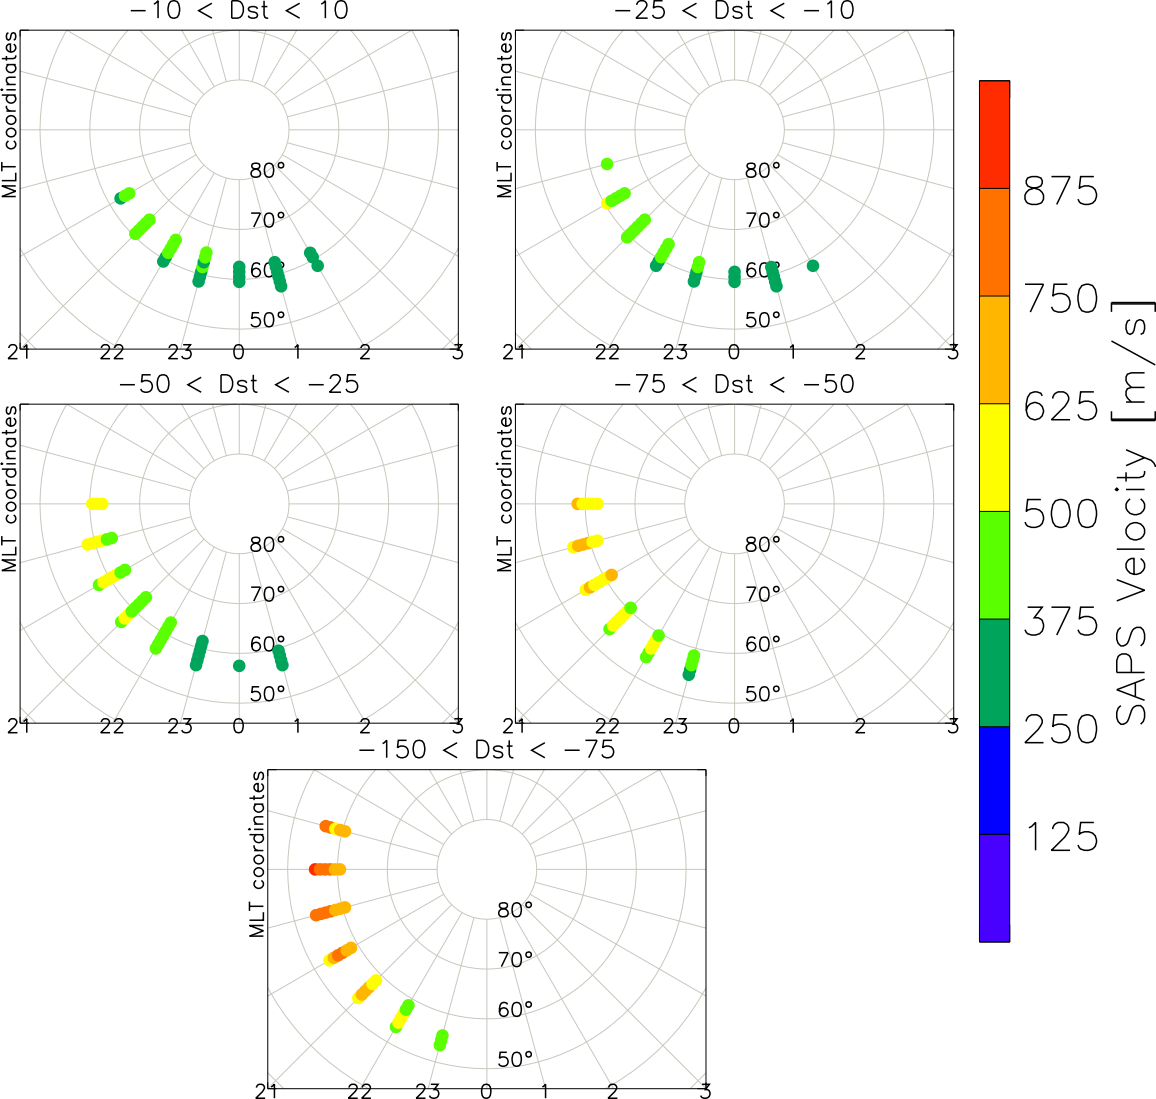 −10 < Dst < 10
MLT coordinates
80°
70°
60°
50°
21 22 23 0 1 2 3
−25 < Dst < −10
MLT coordinates
80°
70°
60°
50°
21 22 23 0 1 2 3
−50 < Dst < −25
MLT coordinates
80°
70°
60°
50°
21 22 23 0 1 2 3
−75 < Dst < −50
MLT coordinates
80°
70°
60°
50°
21 22 23 0 1 2 3
−150 < Dst < −75
MLT coordinates
80°
70°
60°
50°
21 22 23 0 1 2 3
875
750
625
500
375
250
125
SAPS Velocity [m/s]